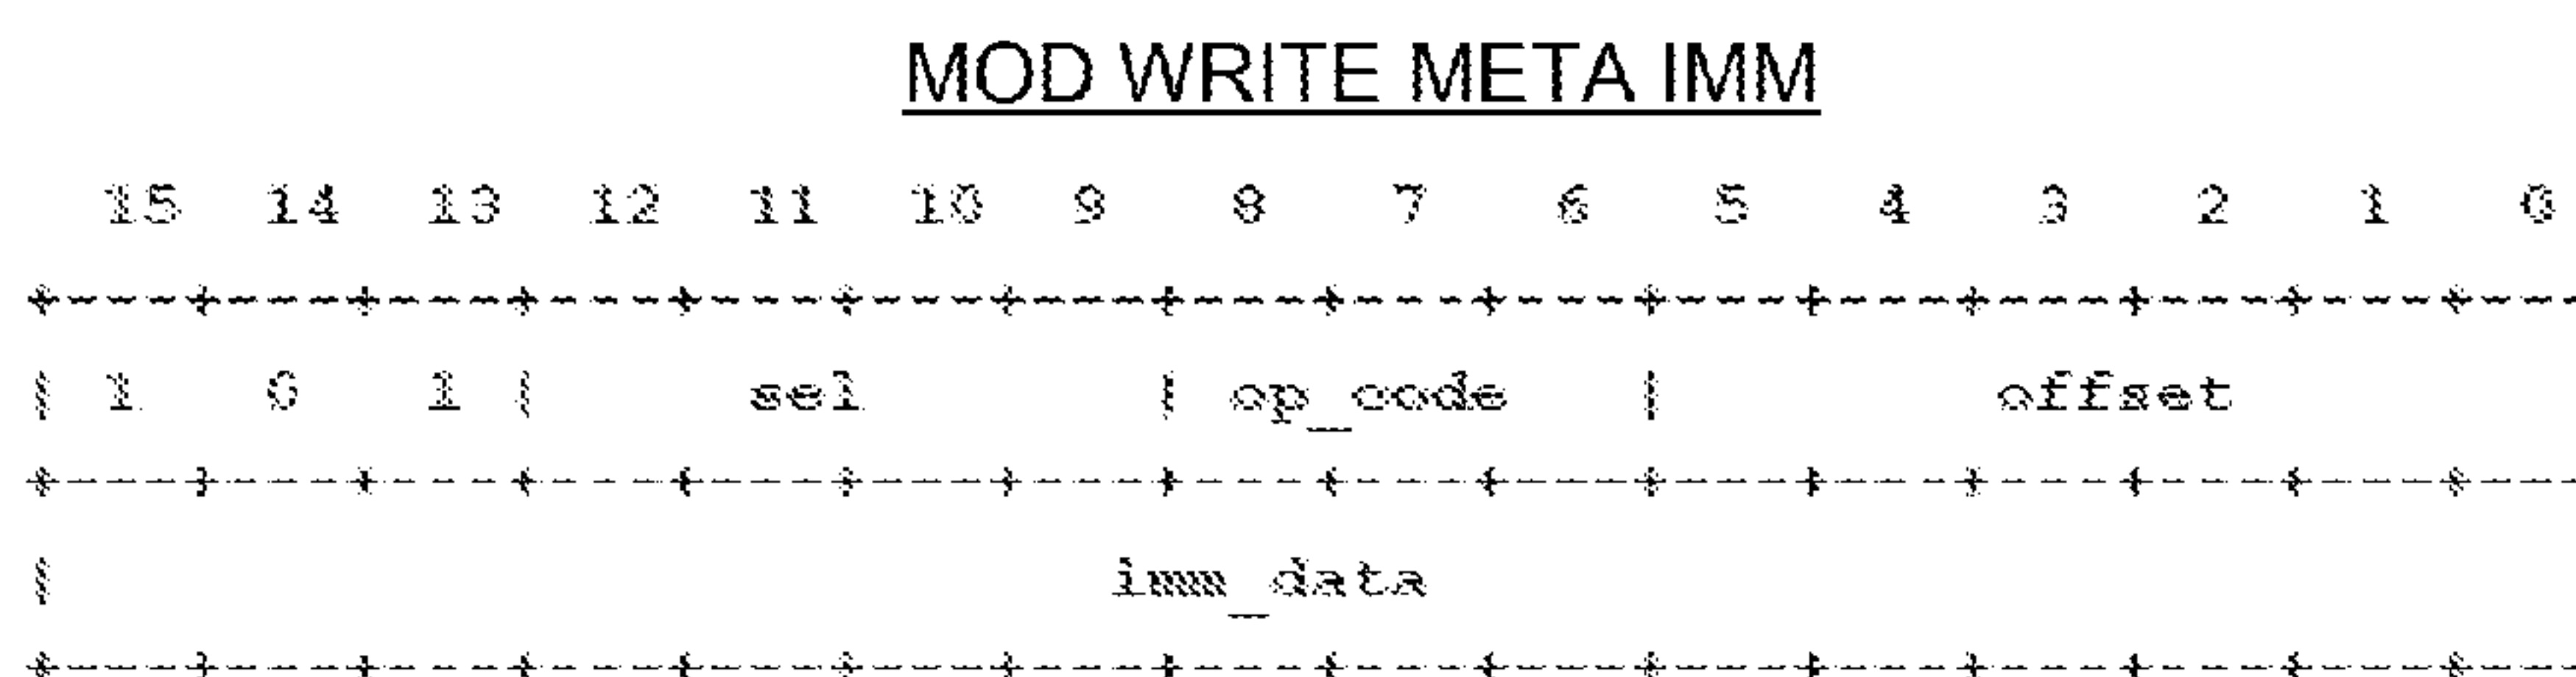 MOD WRITE META IMM
15 14 13 12 11 10 9 8 7 6 5 4 3 2 1 0
+----+----+----+----+----+----+----+----+----+----+----+----+----+----+----+---
| 1 0 1 | sel | op_code | offset
+----+----+----+----+----+----+----+----+----+----+----+----+----+----+----+---
| imm_data
+----+----+----+----+----+----+----+----+----+----+----+----+----+----+----+---